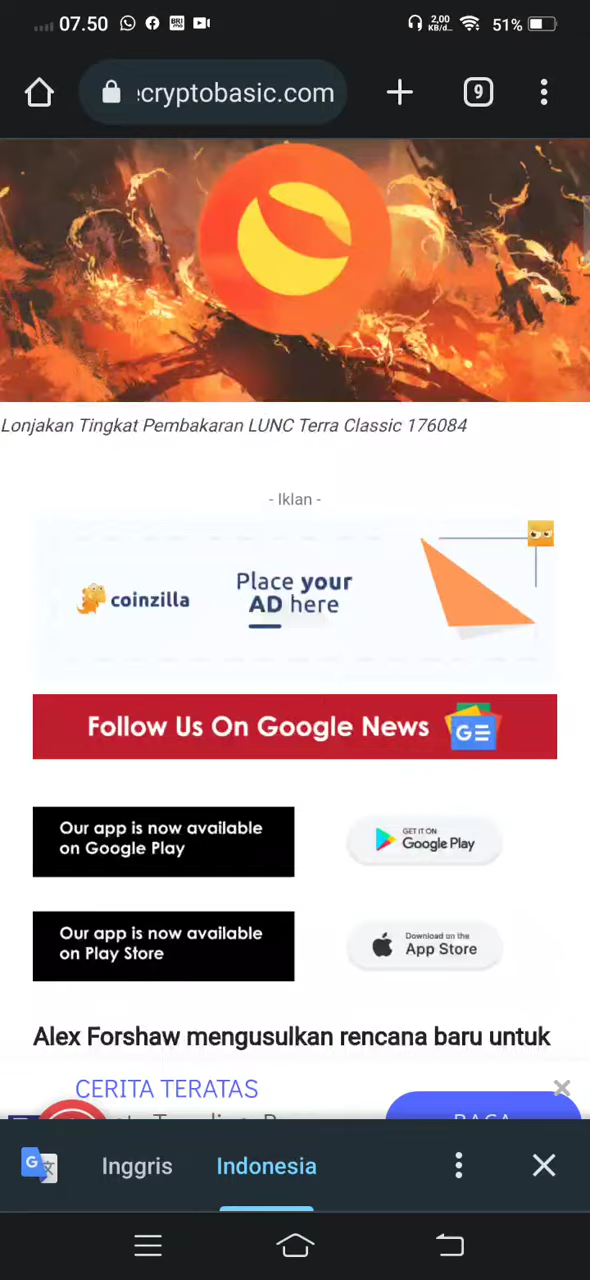 07.50
2,00
KB/d...
51%
:cryptobasic.com
9
Lonjakan Tingkat Pembakaran LUNC Terra Classic 176084
- Iklan -
coinzilla
Place your
AD here
Follow Us On Google News
Our app is now available
on Google Play
GET IT ON
Google Play
Our app is now available
on Play Store
Download on the
App Store
Alex Forshaw mengusulkan rencana baru untuk
CERITA TERATAS
BACA
Inggris
Indonesia